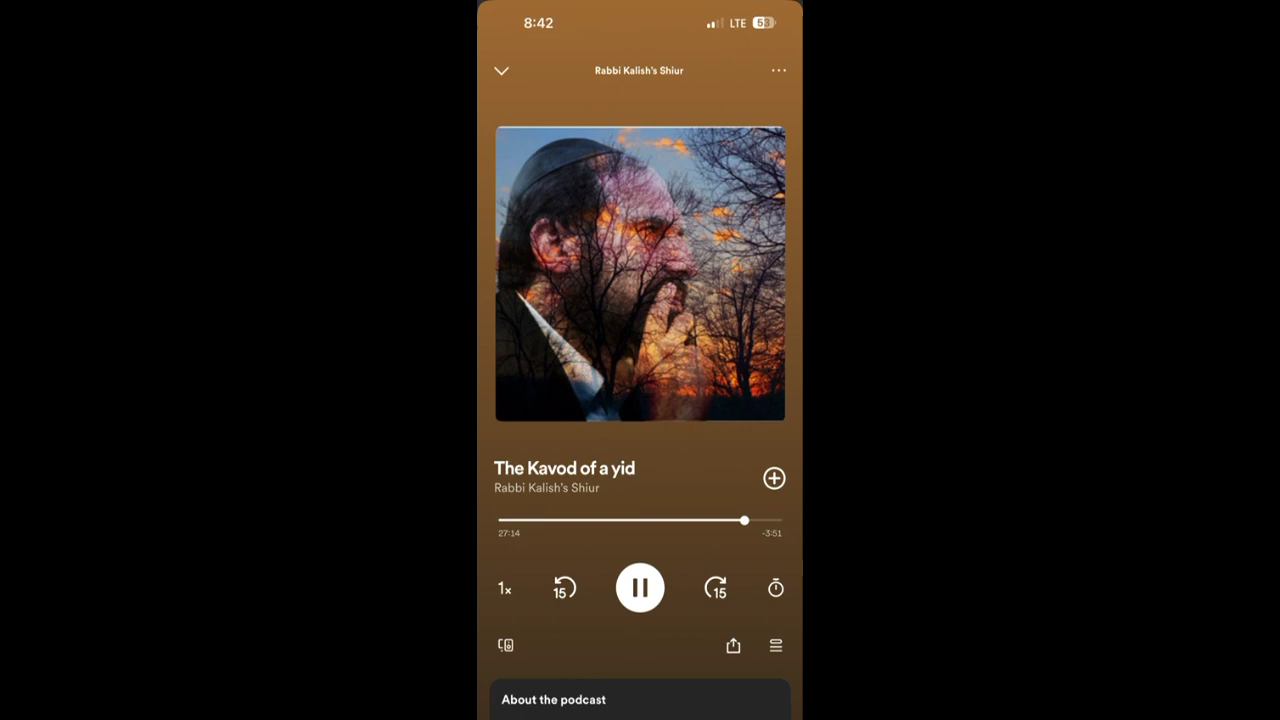 8:42 LTE 53
Rabbi Kalish's Shiur
The Kavod of a yid
Rabbi Kalish's Shiur
27:14 -3:51
1x 15 15
About the podcast